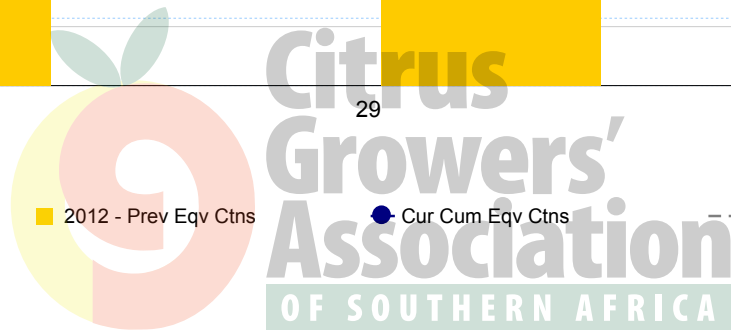 Citrus
29
Growers’
2012 - Prev Eqv Ctns
Cur Cum Eqv Ctns
Association
OF SOUTHERN AFRICA